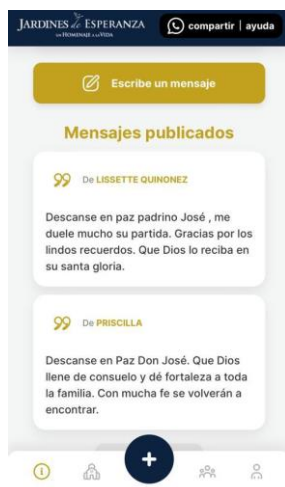 JARDINES de ESPERANZA
UN HOMENAJE A LA VIDA
compartir | ayuda
Escribe un mensaje
Mensajes publicados
De LISSETTE QUINONEZ
Descanse en paz padrino José , me
duele mucho su partida. Gracias por los
lindos recuerdos. Que Dios lo reciba en
su santa gloria.
De PRISCILLA
Descanse en Paz Don José. Que Dios
llene de consuelo y dé fortaleza a toda
la familia. Con mucha fe se volverán a
encontrar.